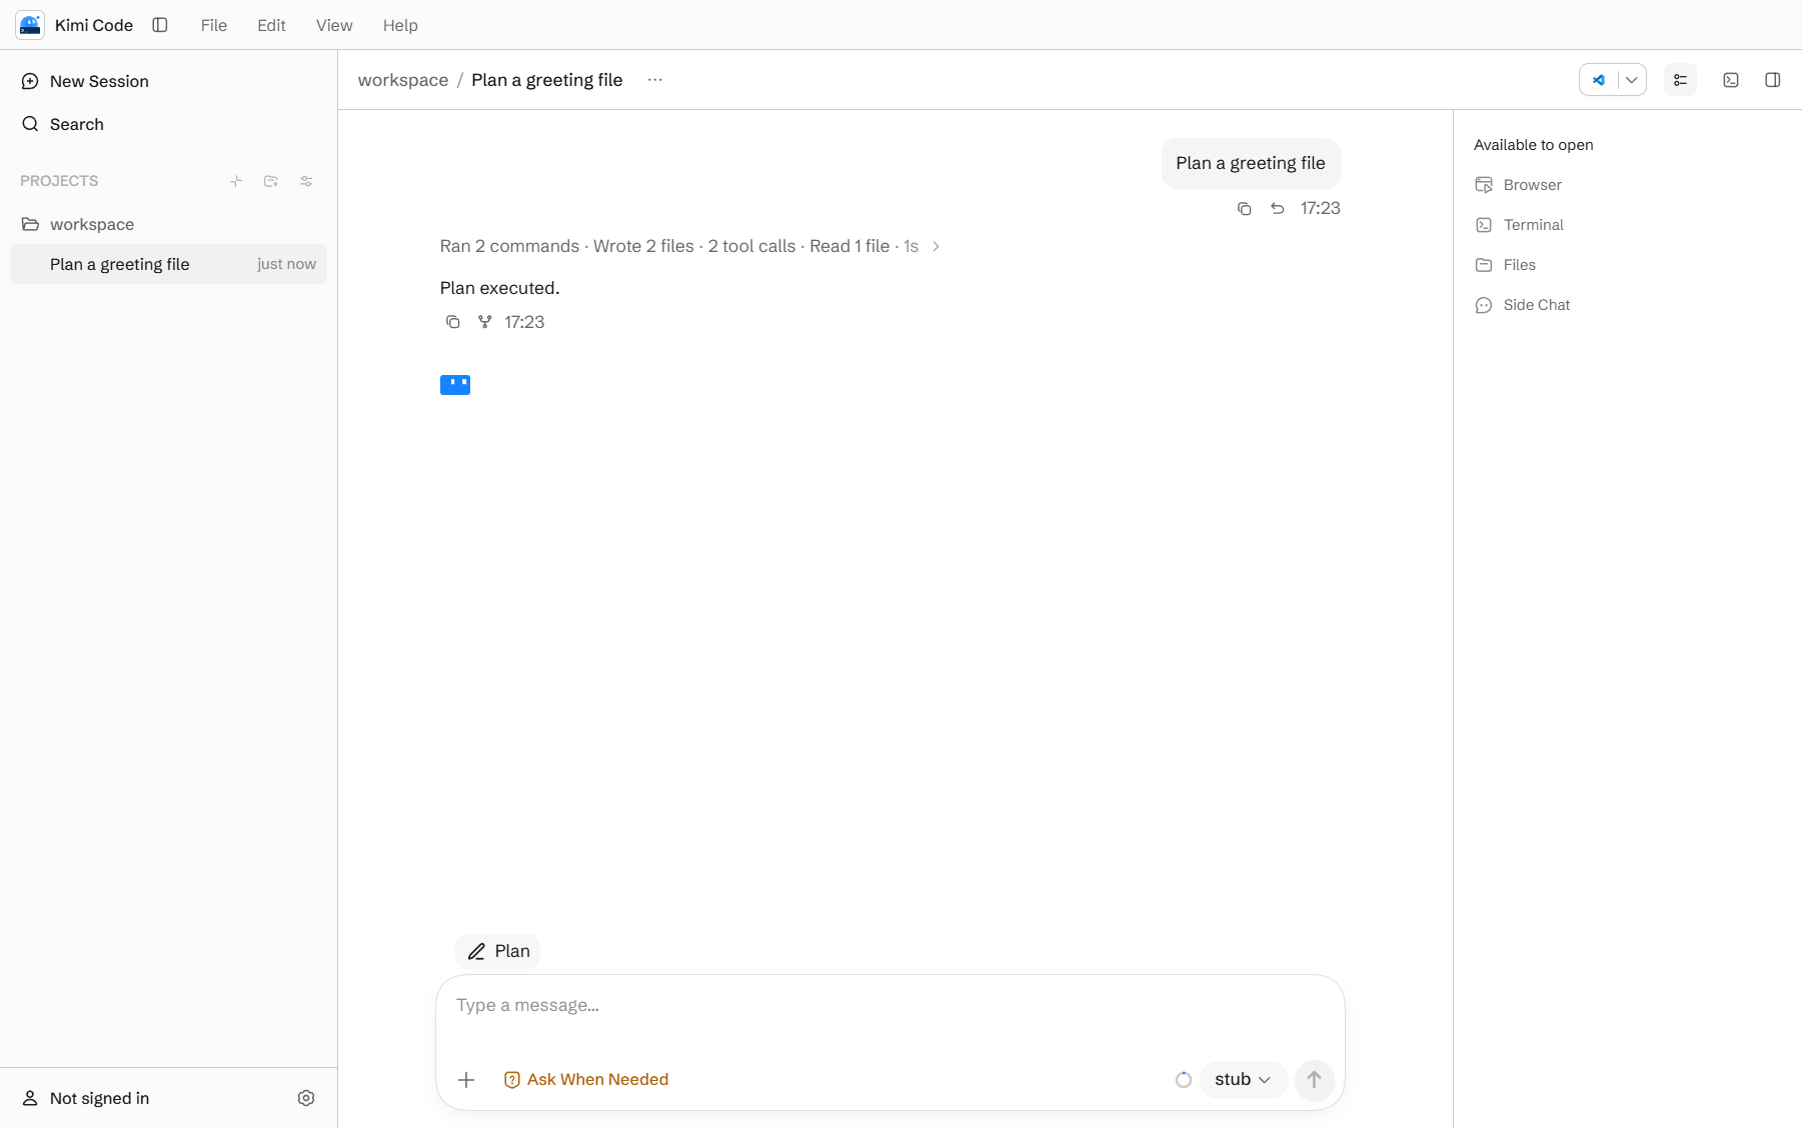 Kimi Code File Edit View Help
New Session
Search
PROJECTS
workspace
Plan a greeting file just now
Not signed in
workspace / Plan a greeting file ···
Plan a greeting file
17:23
Ran 2 commands · Wrote 2 files · 2 tool calls · Read 1 file · 1s
Plan executed.
17:23
Plan
Type a message...
Ask When Needed stub
Available to open
Browser
Terminal
Files
Side Chat